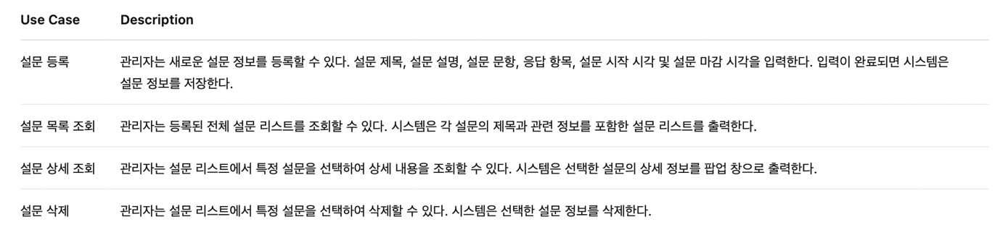 Use Case Description
설문 등록 관리자는 새로운 설문 정보를 등록할 수 있다. 설문 제목, 설문 설명, 설문 문항, 응답 항목, 설문 시작 시각 및 설문 마감 시각을 입력한다. 입력이 완료되면 시스템은
설문 정보를 저장한다.
설문 목록 조회 관리자는 등록된 전체 설문 리스트를 조회할 수 있다. 시스템은 각 설문의 제목과 관련 정보를 포함한 설문 리스트를 출력한다.
설문 상세 조회 관리자는 설문 리스트에서 특정 설문을 선택하여 상세 내용을 조회할 수 있다. 시스템은 선택한 설문의 상세 정보를 팝업 창으로 출력한다.
설문 삭제 관리자는 설문 리스트에서 특정 설문을 선택하여 삭제할 수 있다. 시스템은 선택한 설문 정보를 삭제한다.